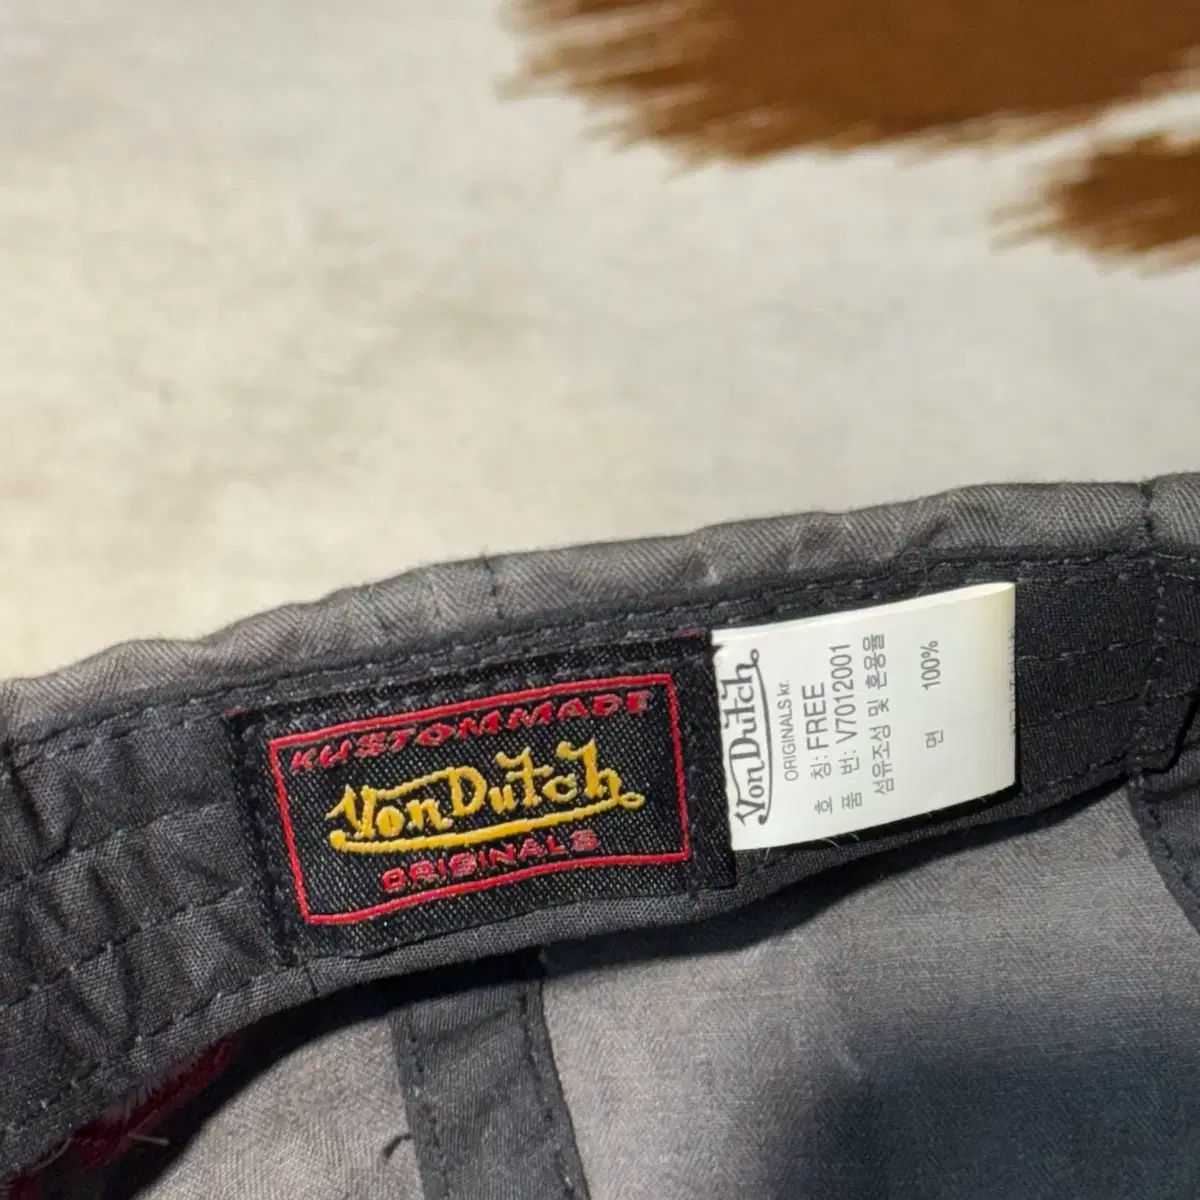 KUSTOMMADE
Von Dutch
ORIGINALS
Von Dutch
ORIGINALS kr.
호 칭: FREE
품 번: V7012001
섬유조성 및 혼용율
면 100%